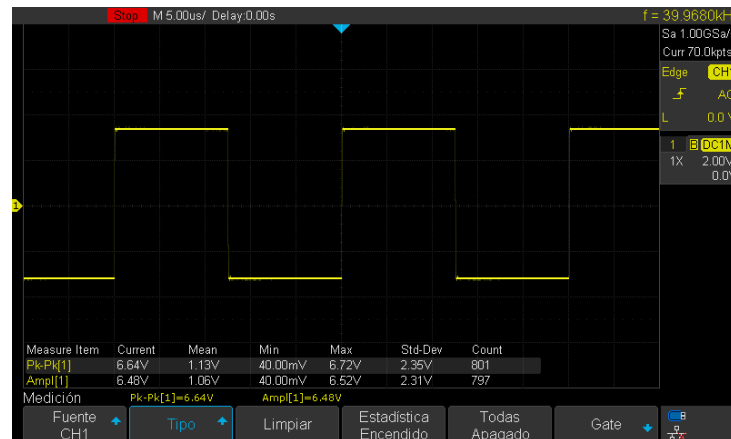 Stop M 5.00us/ Delay:0.00s f = 39.9680kH
Sa 1.00GSa/
Curr 70.0kpts
Edge CH1
AC
L 0.0 V
1 B DC1M
1X 2.00V
0.0V
1
Measure Item Current Mean Min Max Std-Dev Count
Pk-Pk[1] 6.64V 1.13V 40.00mV 6.72V 2.35V 801
Ampl[1] 6.48V 1.06V 40.00mV 6.52V 2.31V 797
Medición Pk-Pk[1]=6.64V Ampl[1]=6.48V
Fuente CH1
Tipo
Limpiar
Estadística Encendido
Todas Apagado
Gate